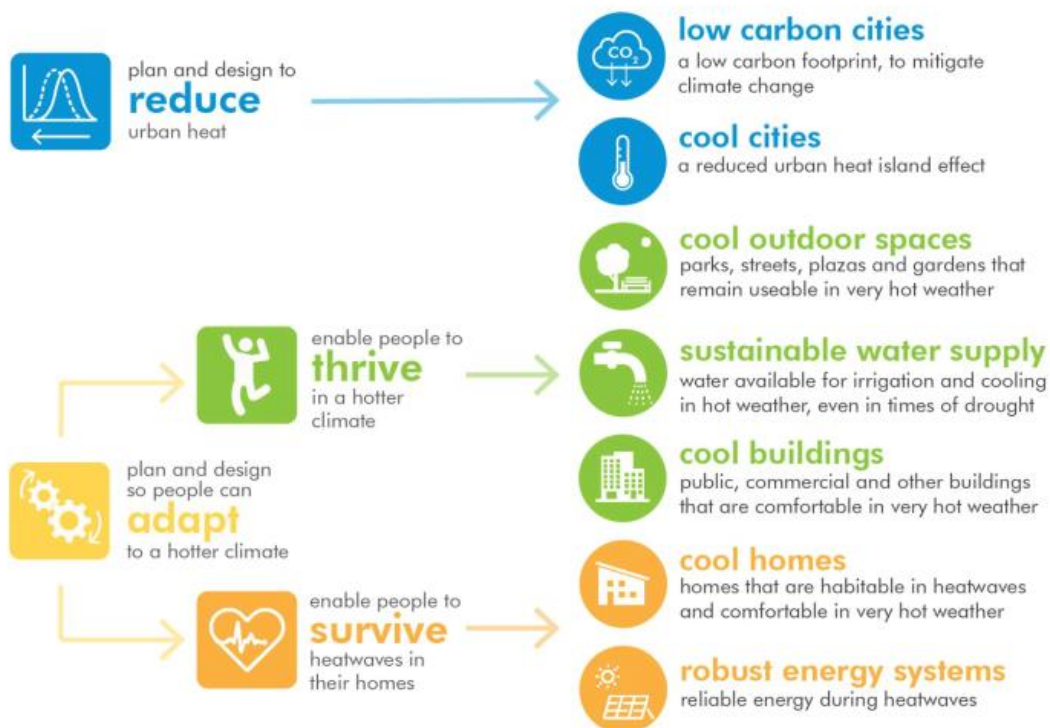 plan and design to
reduce
urban heat
low carbon cities
a low carbon footprint, to mitigate
climate change
CO2
cool cities
a reduced urban heat island effect
cool outdoor spaces
parks, streets, plazas and gardens that
remain useable in very hot weather
enable people to
thrive
in a hotter
climate
sustainable water supply
water available for irrigation and cooling
in hot weather, even in times of drought
plan and design
so people can
adapt
to a hotter climate
cool buildings
public, commercial and other buildings
that are comfortable in very hot weather
enable people to
survive
heatwaves in
their homes
cool homes
homes that are habitable in heatwaves
and comfortable in very hot weather
robust energy systems
reliable energy during heatwaves